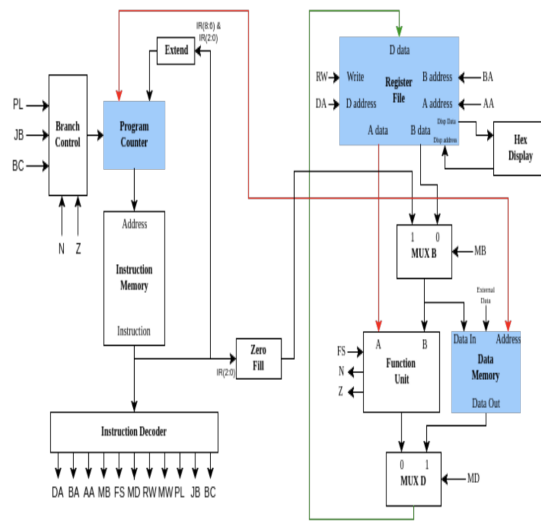 IR(8:6) &
IR(2:0)
Extend
PL
JB
BC
Branch
Control
N
Z
Program
Counter
Address
Instruction
Memory
Instruction
IR(2:0)
Zero
Fill
Instruction Decoder
DA BA AA MB FS MD RW MW PL JB BC
D data
RW
Write
B address
BA
Register
File
DA
D address
A address
AA
Disp Data
A data
B data
Disp address
Hex
Display
1 0
MUX B
MB
External
Data
A B
FS
N
Z
Function
Unit
Data In
Address
Data
Memory
Data Out
0 1
MUX D
MD